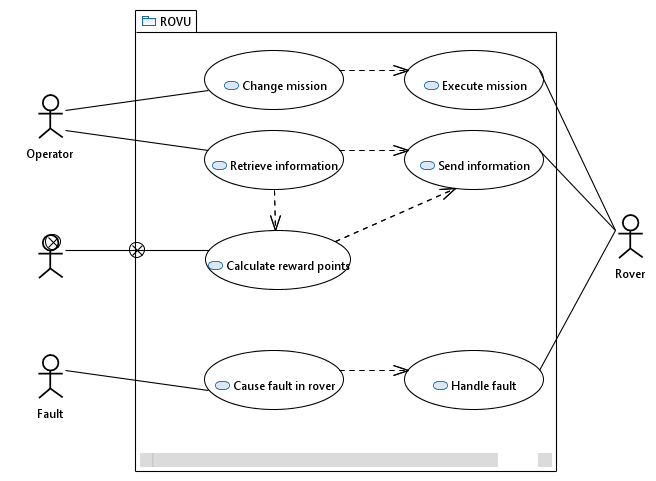 ROVU
Change mission
Execute mission
Operator
Retrieve information
Send information
Calculate reward points
Rover
Cause fault in rover
Handle fault
Fault